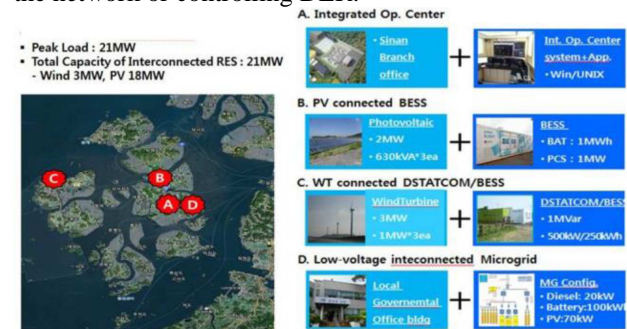 the network or controlling DER.
• Peak Load : 21MW
• Total Capacity of Interconnected RES : 21MW
- Wind 3MW, PV 18MW
C
B
A
D
A. Integrated Op. Center
• Sinan
Branch
office
+
Int. Op. Center
system+App.
• Win/UNIX
B. PV connected BESS
Photovoltaic
• 2MW
• 630kVA*3ea
+
BESS
• BAT : 1MWh
• PCS : 1MW
C. WT connected DSTATCOM/BESS
WindTurbine
• 3MW
• 1MW*3ea
+
DSTATCOM/BESS
• 1MVar
• 500kW/250kWh
D. Low-voltage inteconnected Microgrid
Local
Governemtal
Office bldg
+
MG Config.
• Diesel: 20kW
• Battery:100kWh
• PV:70kW